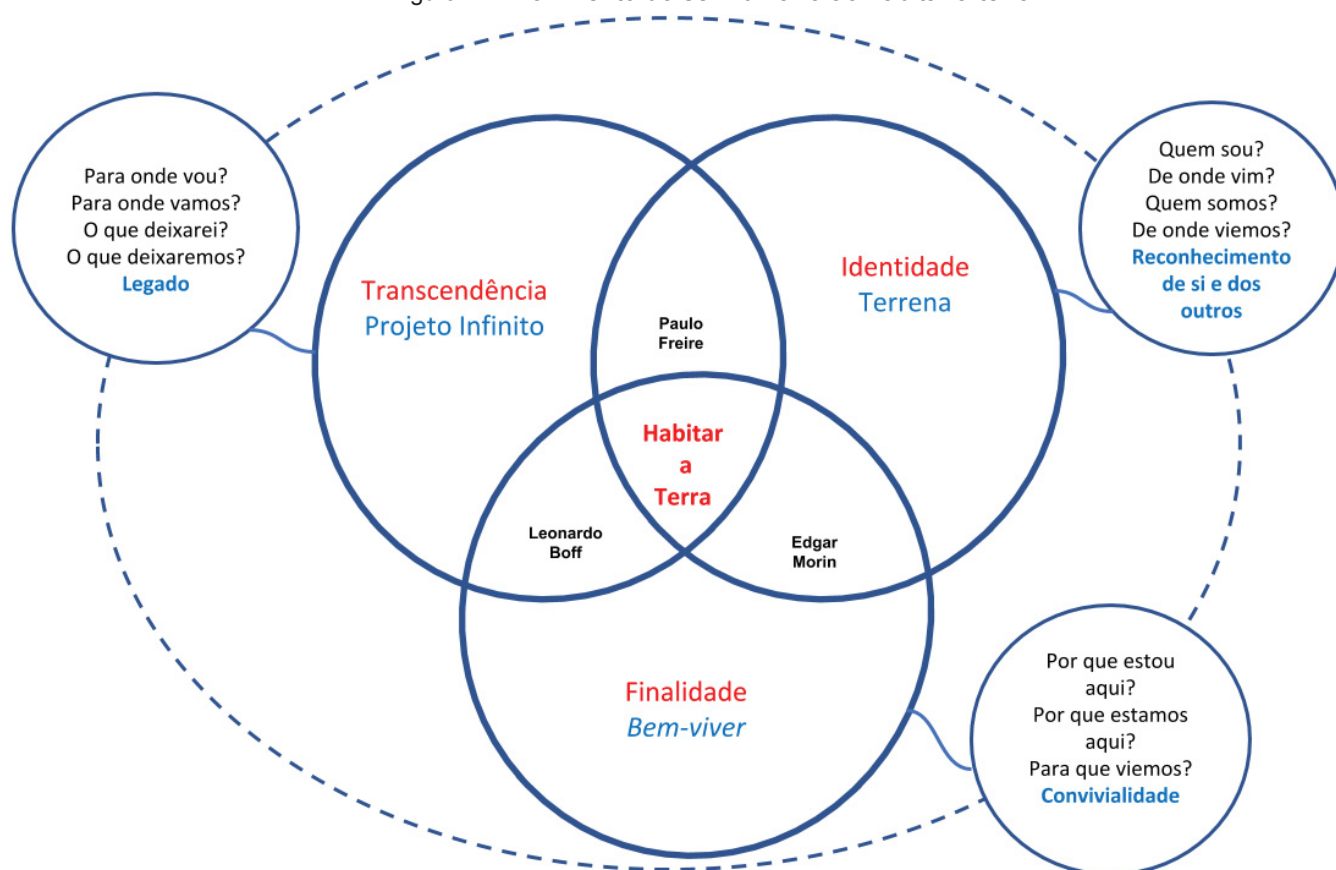 Para onde vou?
Para onde vamos?
O que deixarei?
O que deixaremos?
Legado
Quem sou?
De onde vim?
Quem somos?
De onde viemos?
Reconhecimento
de si e dos
outros
Transcendência
Projeto Infinito
Identidade
Terrena
Paulo
Freire
Habitar
a
Terra
Leonardo
Boff
Edgar
Morin
Finalidade
Bem-viver
Por que estou
aqui?
Por que estamos
aqui?
Para que viemos?
Convivialidade